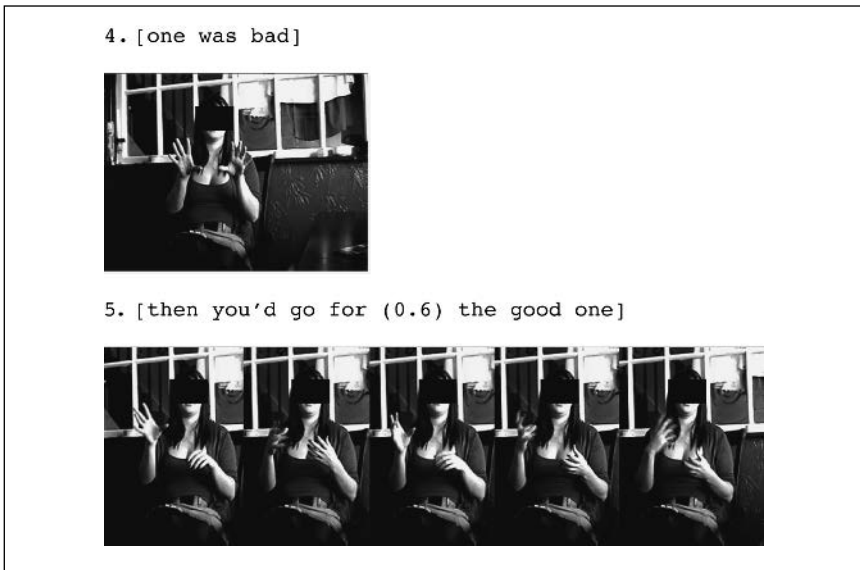 4. [one was bad]
5. [then you'd go for (0.6) the good one]